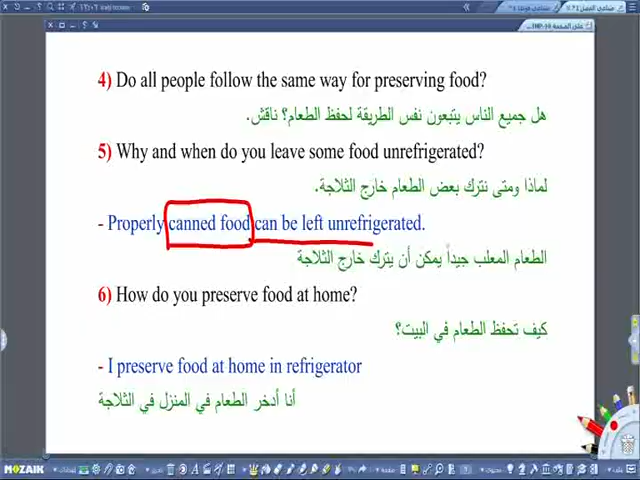 4) Do all people follow the same way for preserving food?
هل جميع الناس يتبعون نفس الطريقة لحفظ الطعام؟ ناقش.
5) Why and when do you leave some food unrefrigerated?
لماذا ومتى نترك بعض الطعام خارج الثلاجة.
- Properly canned food can be left unrefrigerated.
الطعام المعلب جيداً يمكن أن يترك خارج الثلاجة
6) How do you preserve food at home?
كيف تحفظ الطعام في البيت؟
- I preserve food at home in refrigerator
أنا أدخر الطعام في المنزل في الثلاجة
MOZAIK